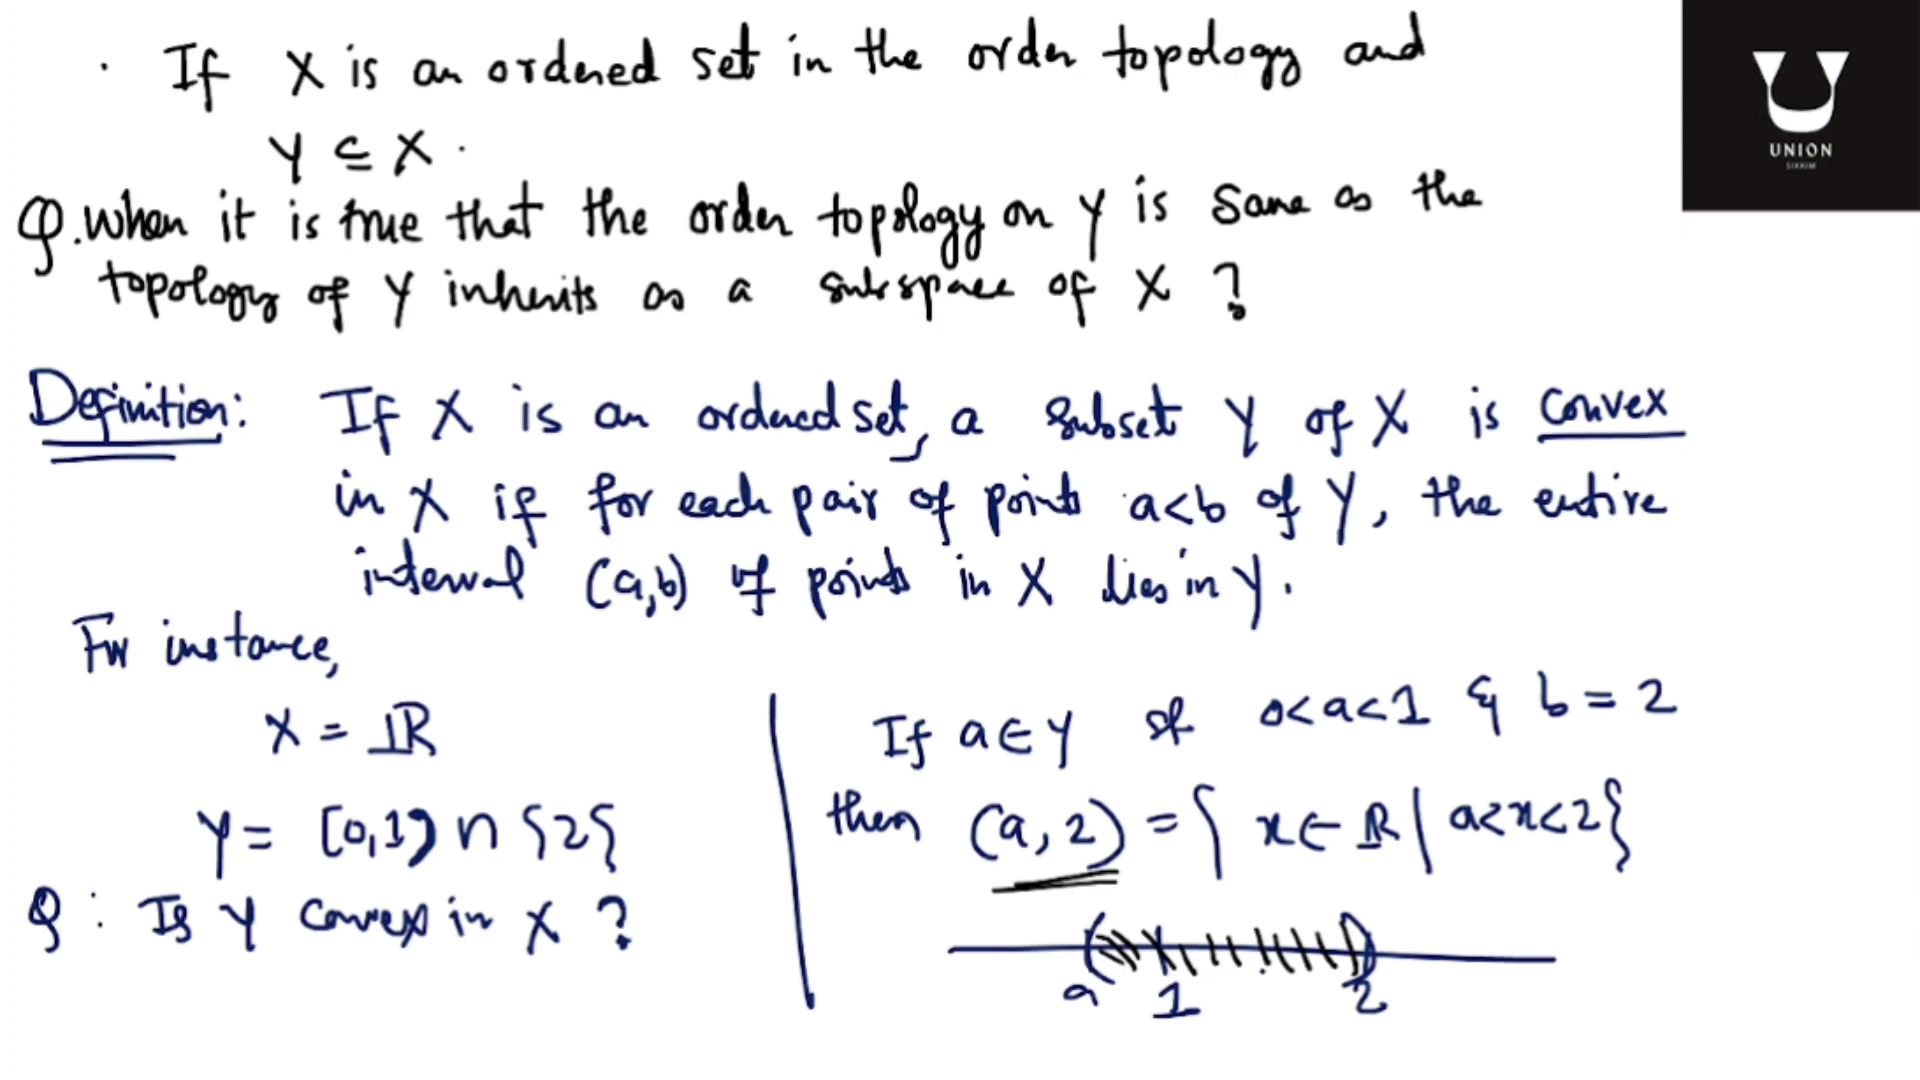 . If X is an ordered set in the order topology and
Y ⊆ X.
Q. When it is true that the order topology on Y is same as the
topology of Y inherits as a subspace of X ?
Definition: If X is an ordered set, a subset Y of X is convex
in X if for each pair of points a<b of Y, the entire
interval (a,b) of points in X lies in Y.
For instance,
X = ℝ
Y = [0,1) ∩ {2}
Q : Is Y convex in X ?
If a ∈ Y st 0<a<1 & b = 2
then (a, 2) = { x ∈ ℝ | a<x<2}
a 1 2
UNION
SIKKIM